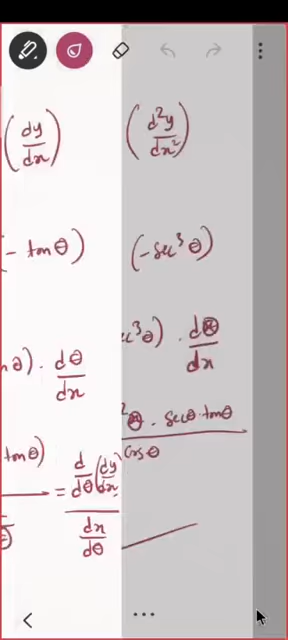 (dy/dx) (d²y/dx²)
(- tanθ) (-sec³θ)
θ) · dθ/dx c³θ) · dθ/dx
tanθ) = d/dθ(dy/dx) / dx/dθ
· secθ·tanθ
cosθ